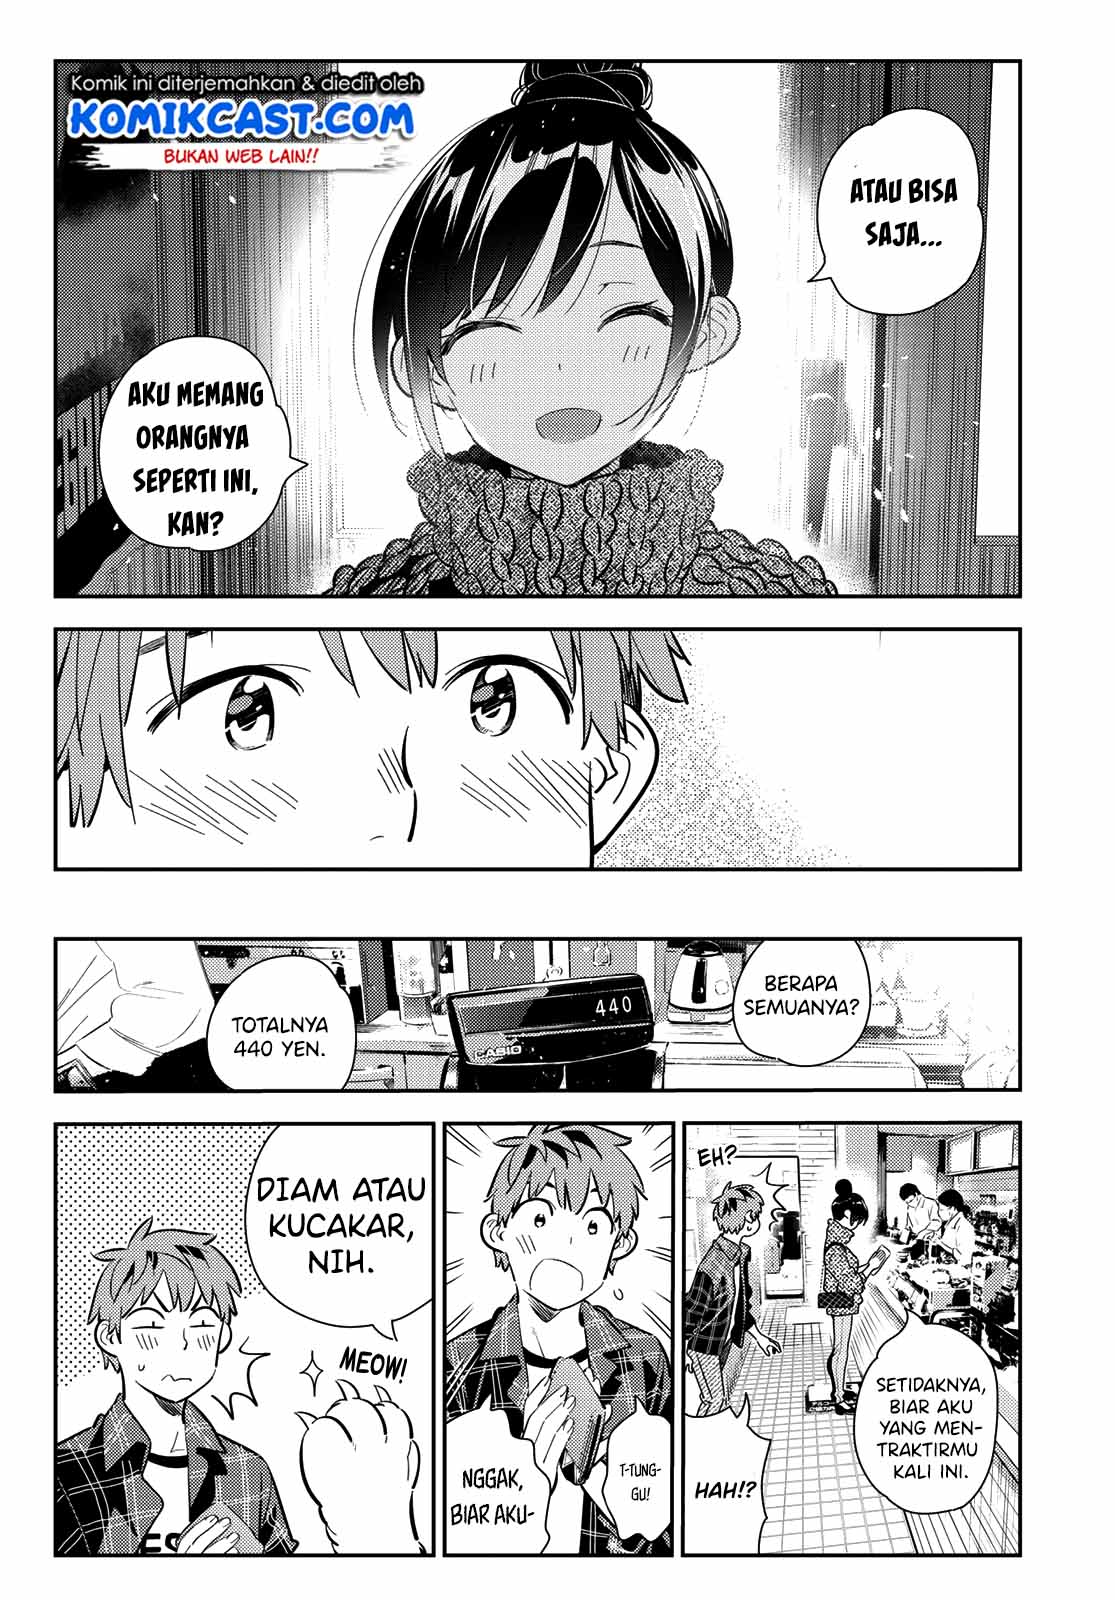 Komik ini diterjemahkan & diedit oleh
KOMIKCAST.COM
BUKAN WEB LAIN!!
ATAU BISA
SAJA...
AKU MEMANG
ORANGNYA
SEPERTI INI,
KAN?
BERAPA
SEMUANYA?
440
CASIO
TOTALNYA
440 YEN.
EH?
SETIDAKNYA,
BIAR AKU
YANG MEN-
TRAKTIRMU
KALI INI.
HAH!?
T-TUNG-
GU!
NGGAK,
BIAR AKU-
DIAM ATAU
KUCAKAR,
NIH.
MEOW!